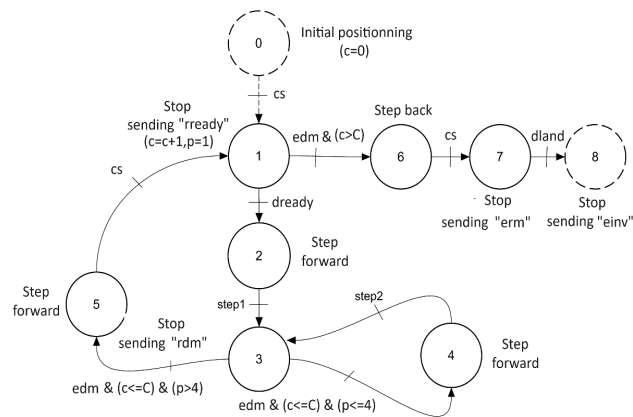 0
Initial positionning
(c=0)
cs
Stop
sending "rready"
(c=c+1,p=1)
1
edm & (c>C)
Step back
6
cs
7
dland
8
Stop
sending "erm"
Stop
sending "einv"
cs
dready
2
Step
forward
step1
5
Step
forward
Stop
sending "rdm"
3
step2
4
Step
forward
edm & (c<=C) & (p>4)
edm & (c<=C) & (p<=4)